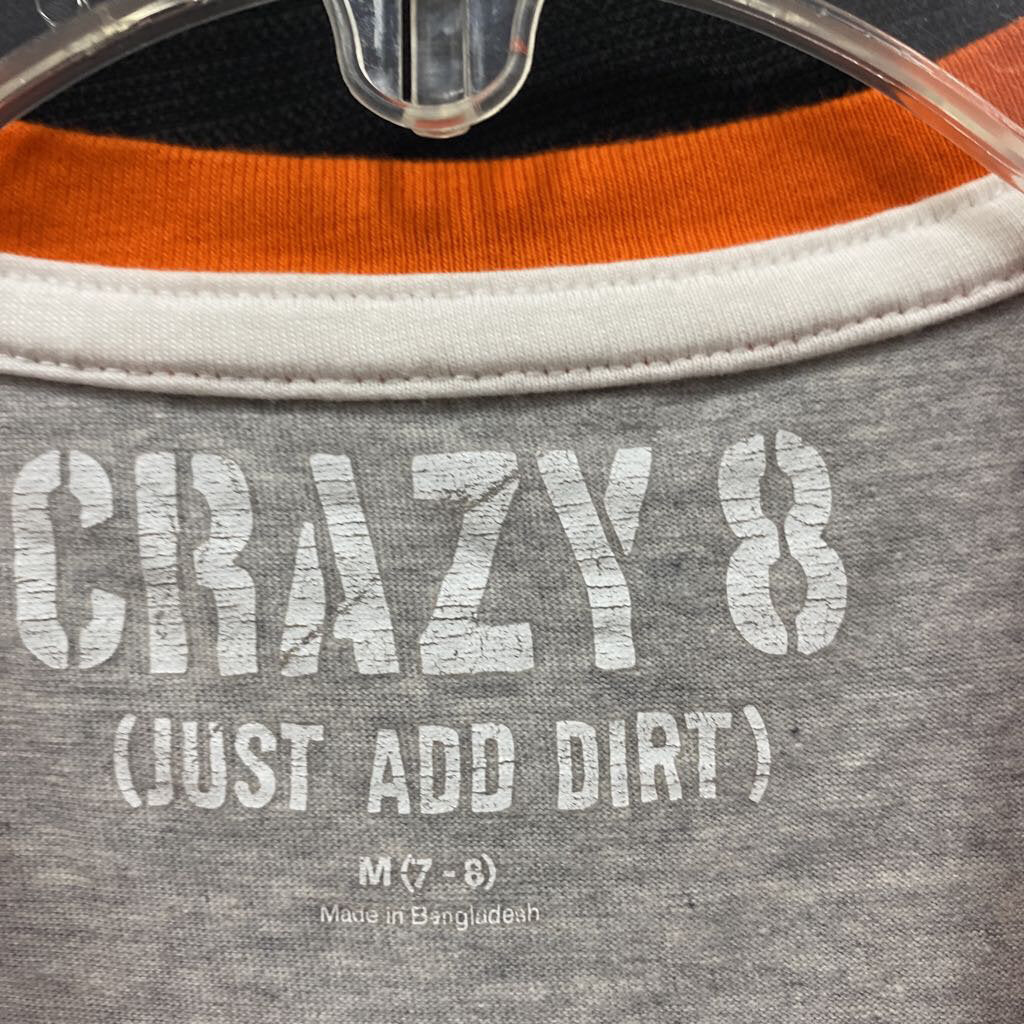 CRAZY 8
(JUST ADD DIRT)
M (7 - 8)
Made in Bangladesh